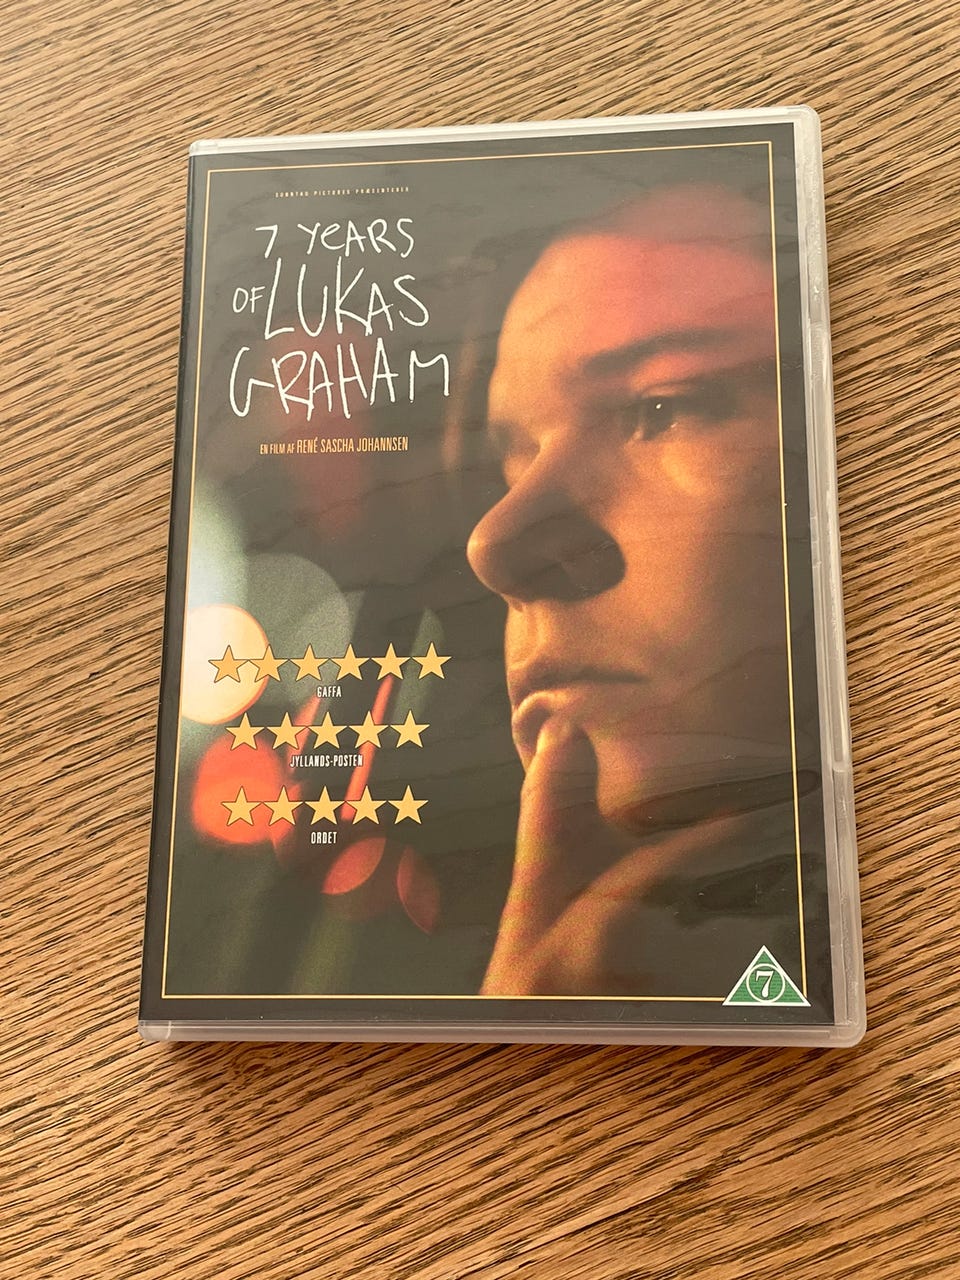 SONNTAG PICTURES PRÆSENTERER
7 YEARS
OF LUKAS
GRAHAM
EN FILM AF RENÉ SASCHA JOHANNSEN
GAFFA
JYLLANDS-POSTEN
ORDET
7